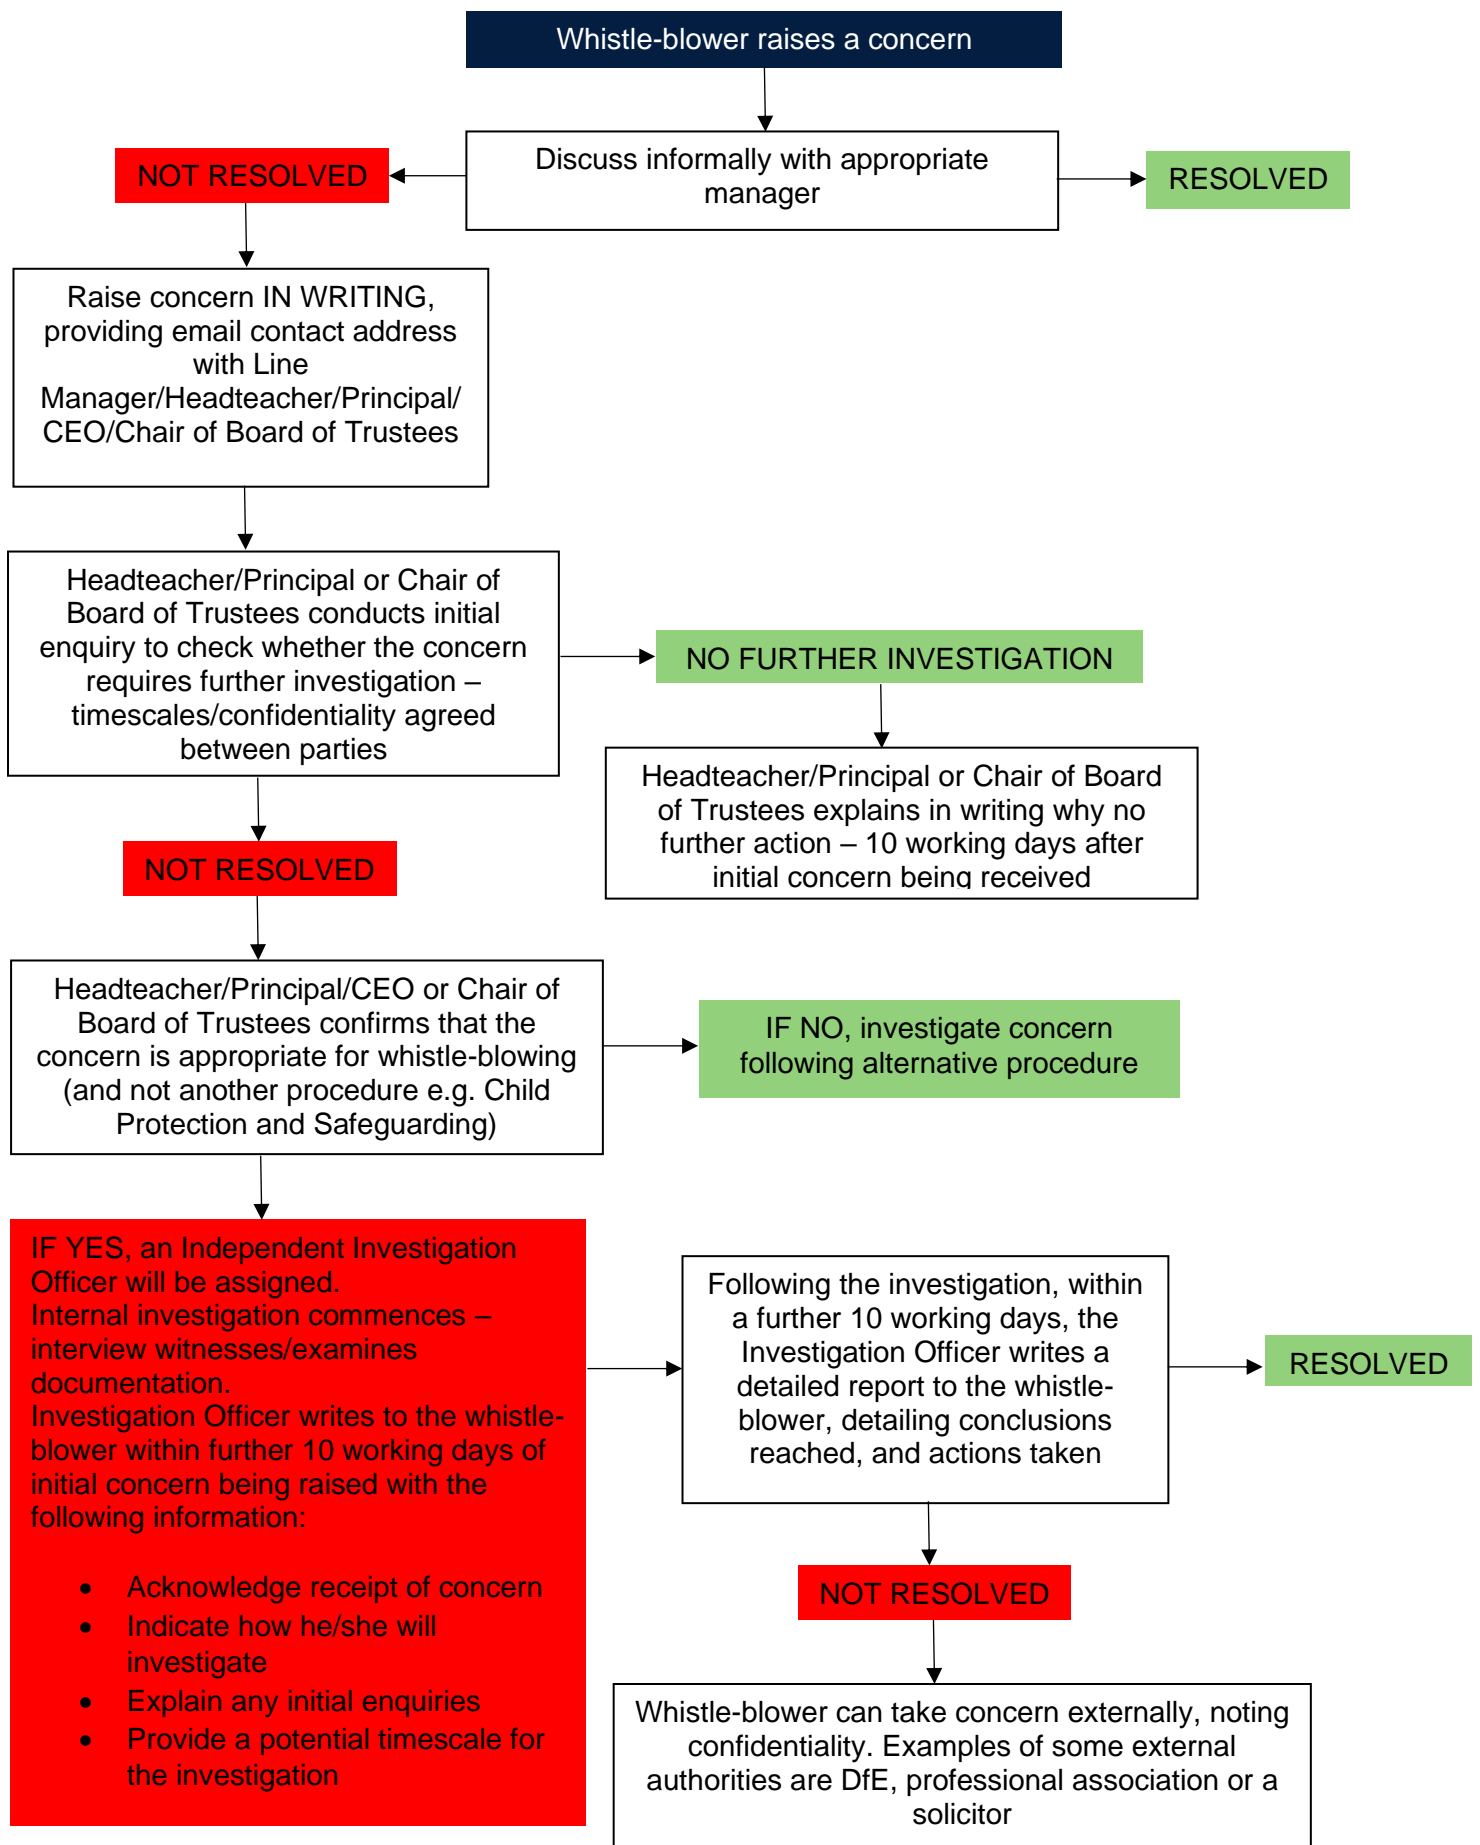 Whistle-blower raises a concern
Discuss informally with appropriate
manager
NOT RESOLVED
RESOLVED
Raise concern IN WRITING,
providing email contact address
with Line
Manager/Headteacher/Principal/
CEO/Chair of Board of Trustees
Headteacher/Principal or Chair of
Board of Trustees conducts initial
enquiry to check whether the concern
requires further investigation –
timescales/confidentiality agreed
between parties
NO FURTHER INVESTIGATION
Headteacher/Principal or Chair of Board
of Trustees explains in writing why no
further action – 10 working days after
initial concern being received
NOT RESOLVED
Headteacher/Principal/CEO or Chair of
Board of Trustees confirms that the
concern is appropriate for whistle-blowing
(and not another procedure e.g. Child
Protection and Safeguarding)
IF NO, investigate concern
following alternative procedure
IF YES, an Independent Investigation
Officer will be assigned.
Internal investigation commences –
interview witnesses/examines
documentation.
Investigation Officer writes to the whistle-
blower within further 10 working days of
initial concern being raised with the
following information:
• Acknowledge receipt of concern
• Indicate how he/she will
investigate
• Explain any initial enquiries
• Provide a potential timescale for
the investigation
Following the investigation, within
a further 10 working days, the
Investigation Officer writes a
detailed report to the whistle-
blower, detailing conclusions
reached, and actions taken
RESOLVED
NOT RESOLVED
Whistle-blower can take concern externally, noting
confidentiality. Examples of some external
authorities are DfE, professional association or a
solicitor